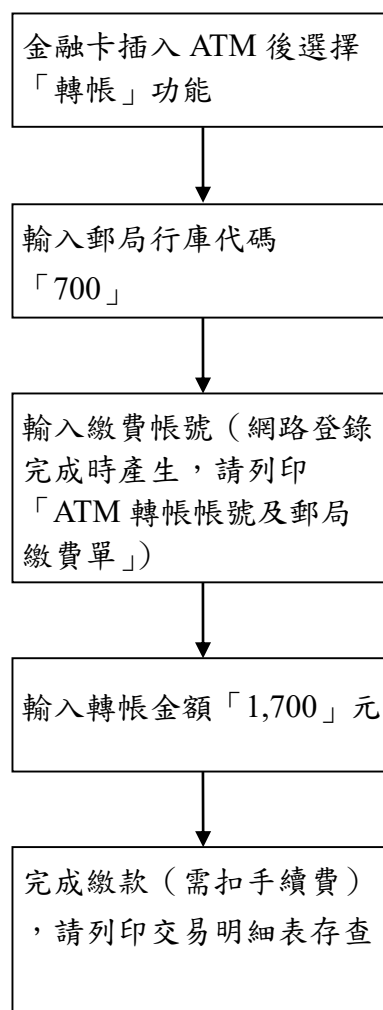 金融卡插入 ATM 後選擇
「轉帳」功能
輸入郵局行庫代碼
「700」
輸入繳費帳號（網路登錄
完成時產生，請列印
「ATM 轉帳帳號及郵局
繳費單」）
輸入轉帳金額「1,700」元
完成繳款（需扣手續費）
，請列印交易明細表存查